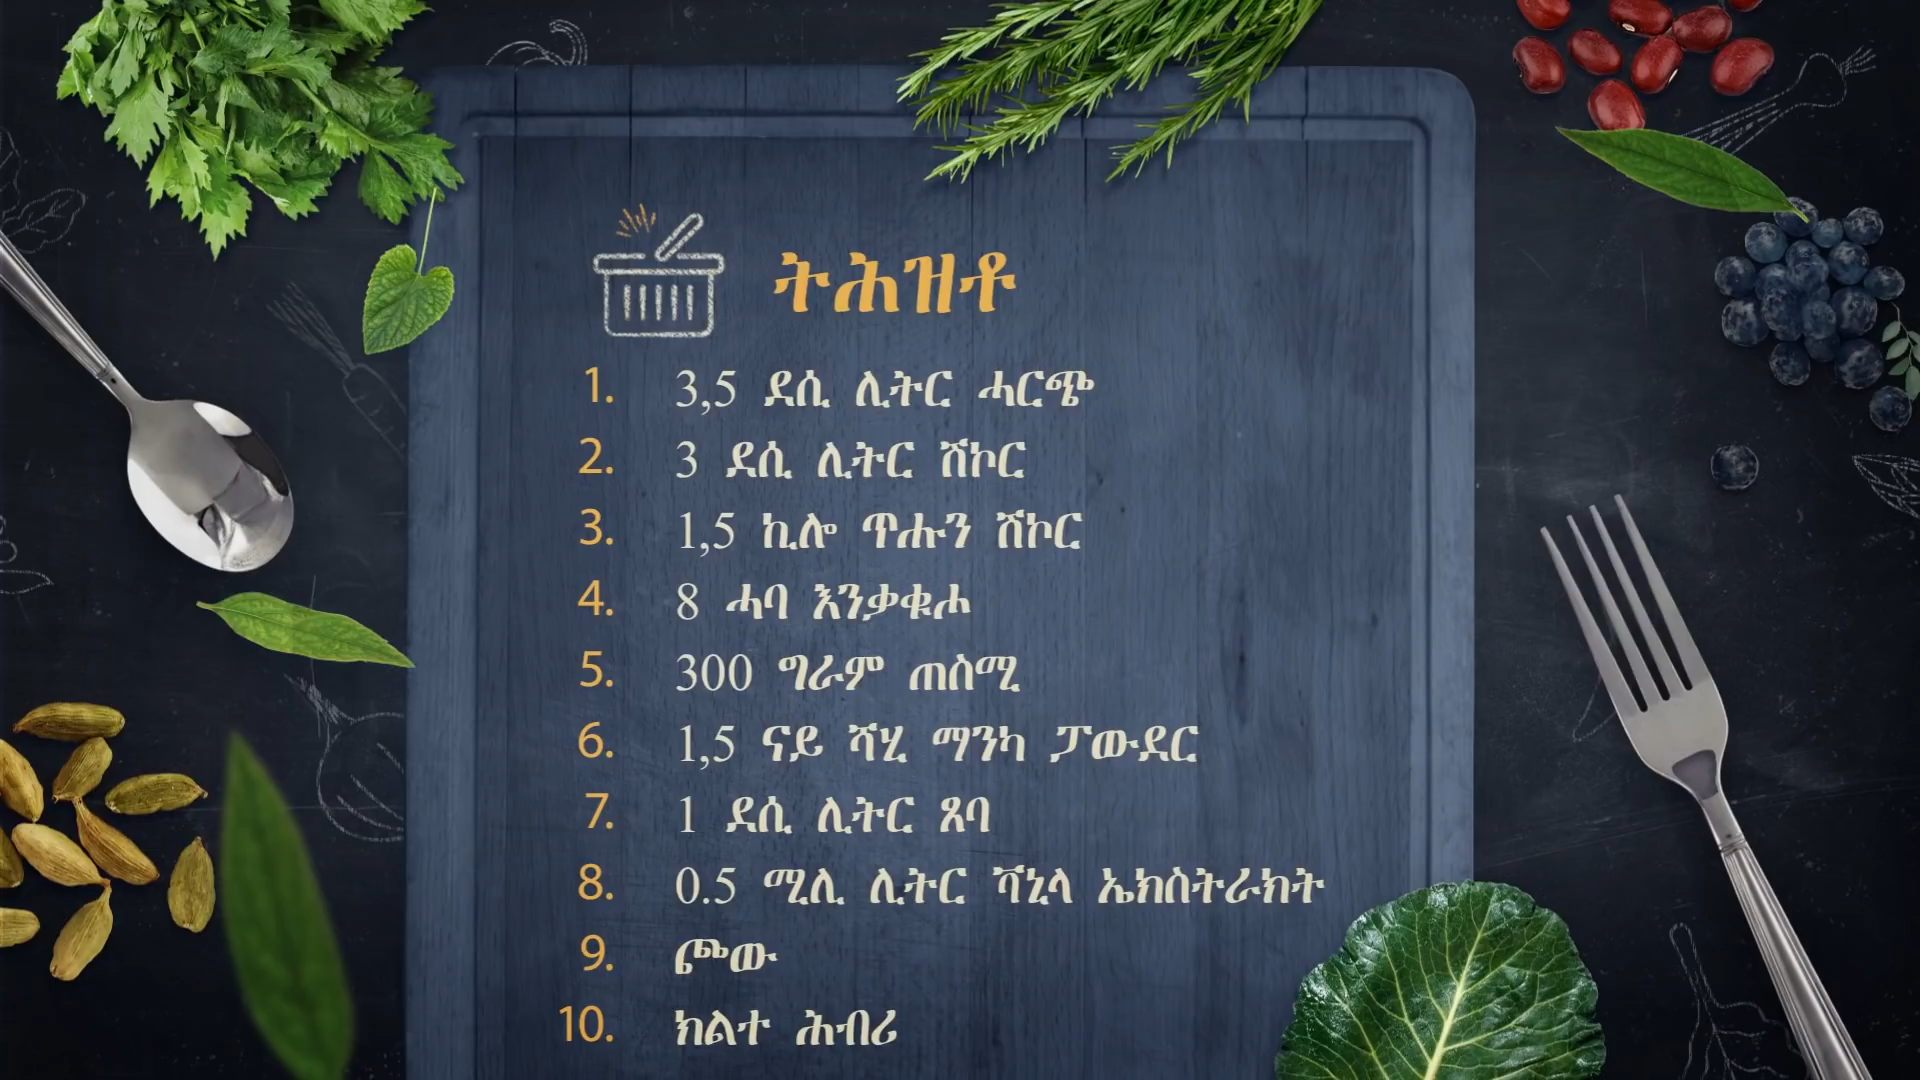 ትሕዝቶ
1. 3,5 ደሲ ሊትር ሓርጭ
2. 3 ደሲ ሊትር ሽኮር
3. 1,5 ኪሎ ጥሑን ሽኮር
4. 8 ሓባ እንቃቁሖ
5. 300 ግራም ጠስሚ
6. 1,5 ናይ ሻሂ ማንካ ፓውደር
7. 1 ደሲ ሊትር ጸባ
8. 0.5 ሚሊ ሊትር ቫኒላ ኤክስትራክት
9. ጮው
10. ክልተ ሕብሪ